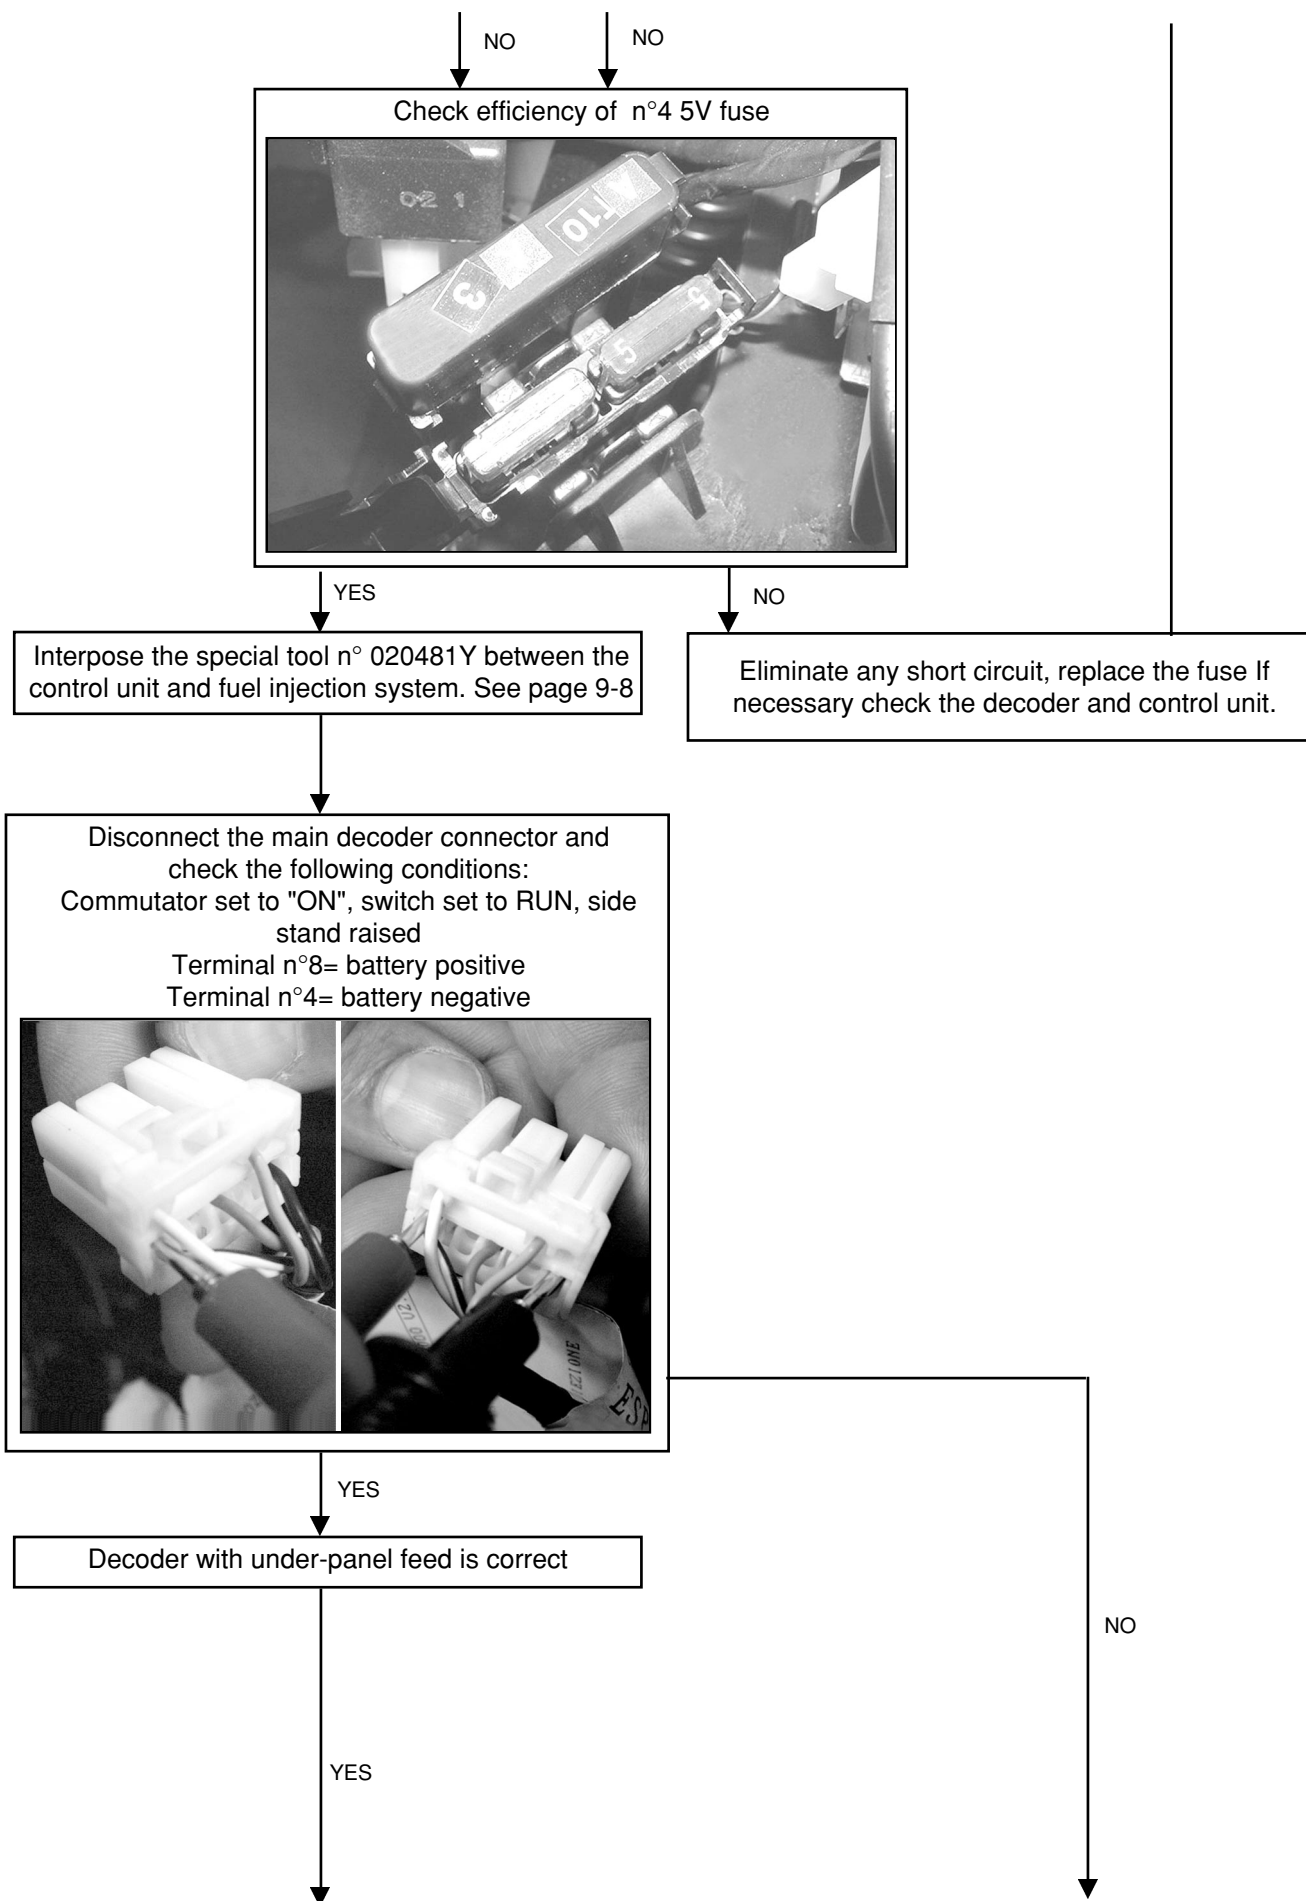 NO
NO
Check efficiency of n°4 5V fuse
02 1
3
T10
A
5
5
YES
NO
Interpose the special tool n° 020481Y between the
control unit and fuel injection system. See page 9-8
Eliminate any short circuit, replace the fuse If
necessary check the decoder and control unit.
Disconnect the main decoder connector and
check the following conditions:
Commutator set to "ON", switch set to RUN, side
stand raised
Terminal n°8= battery positive
Terminal n°4= battery negative
ESP
YES
Decoder with under-panel feed is correct
NO
YES